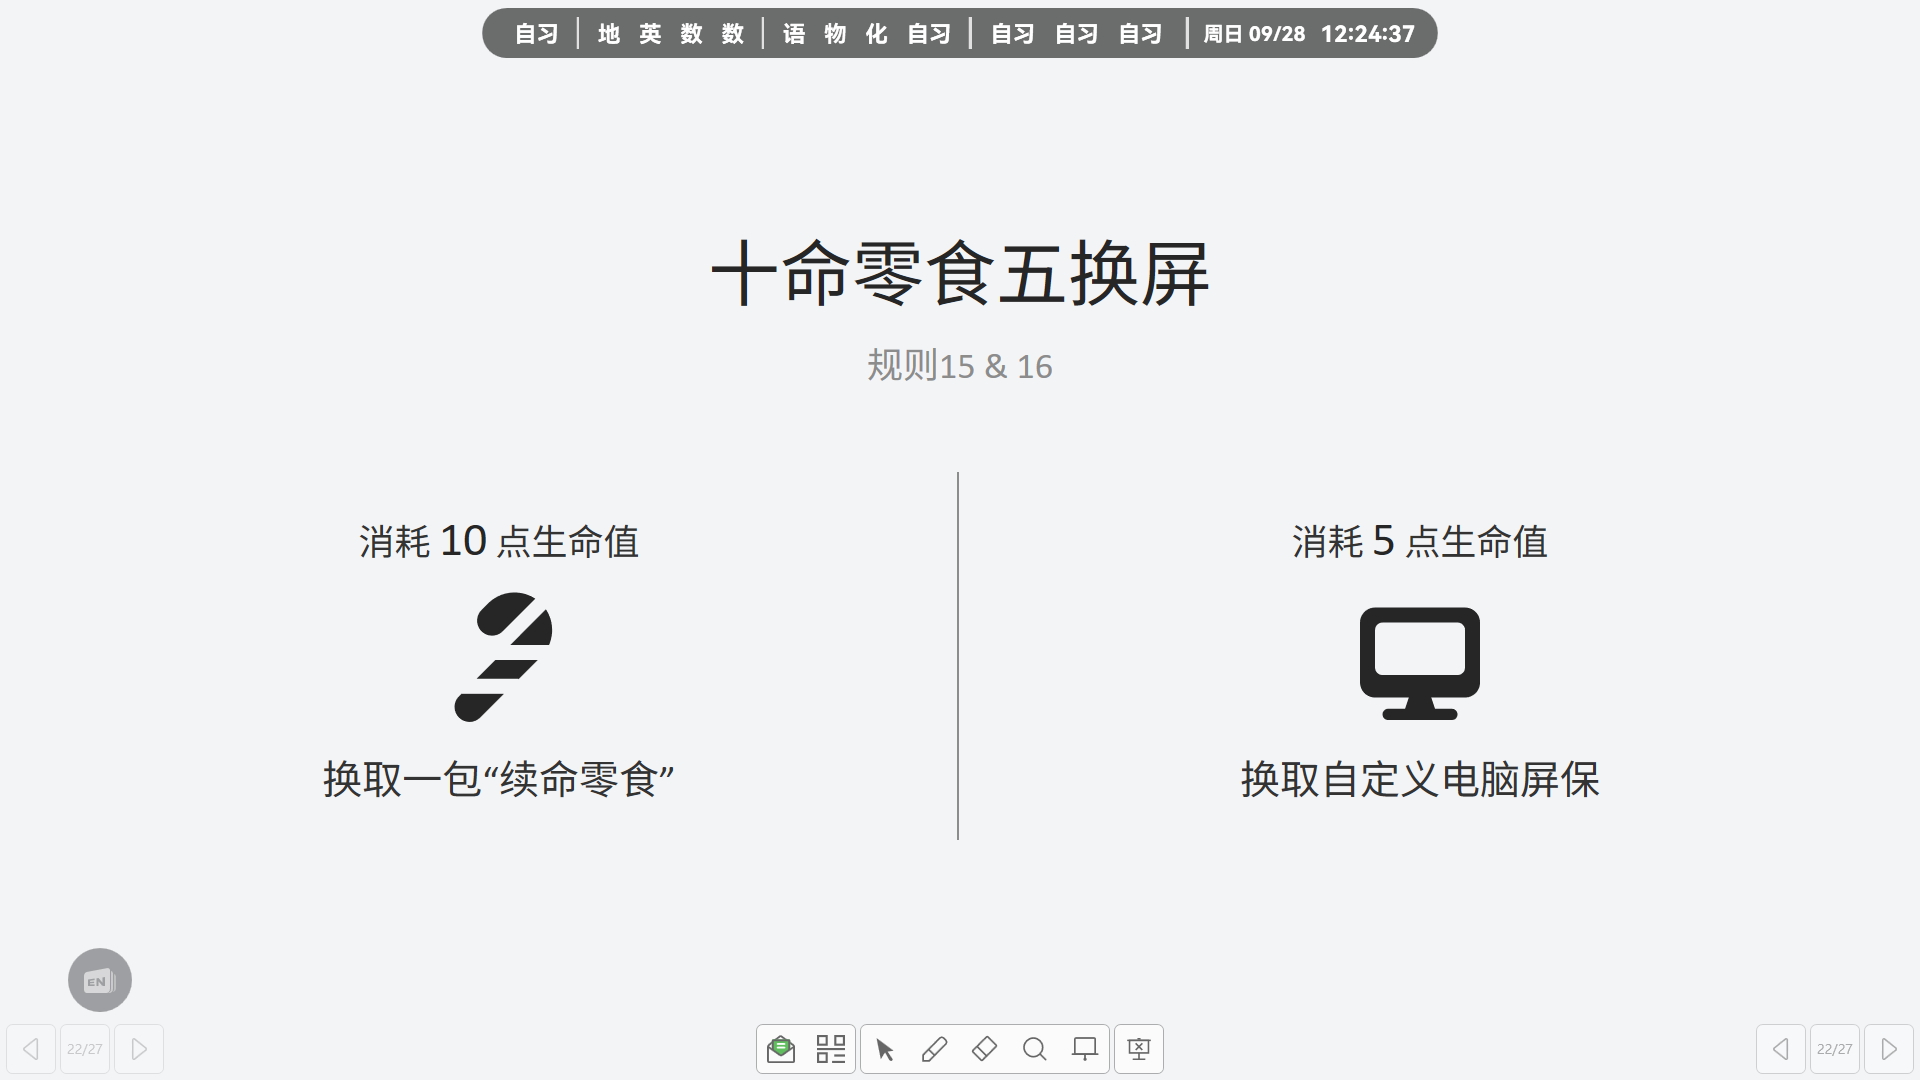 自习 | 地 英 数 数 | 语 物 化 自习 | 自习 自习 自习 | 周日 09/28 12:24:37
十命零食五换屏
规则15 & 16
消耗 10 点生命值
换取一包“续命零食”
消耗 5 点生命值
换取自定义电脑屏保
EN
22/27
22/27